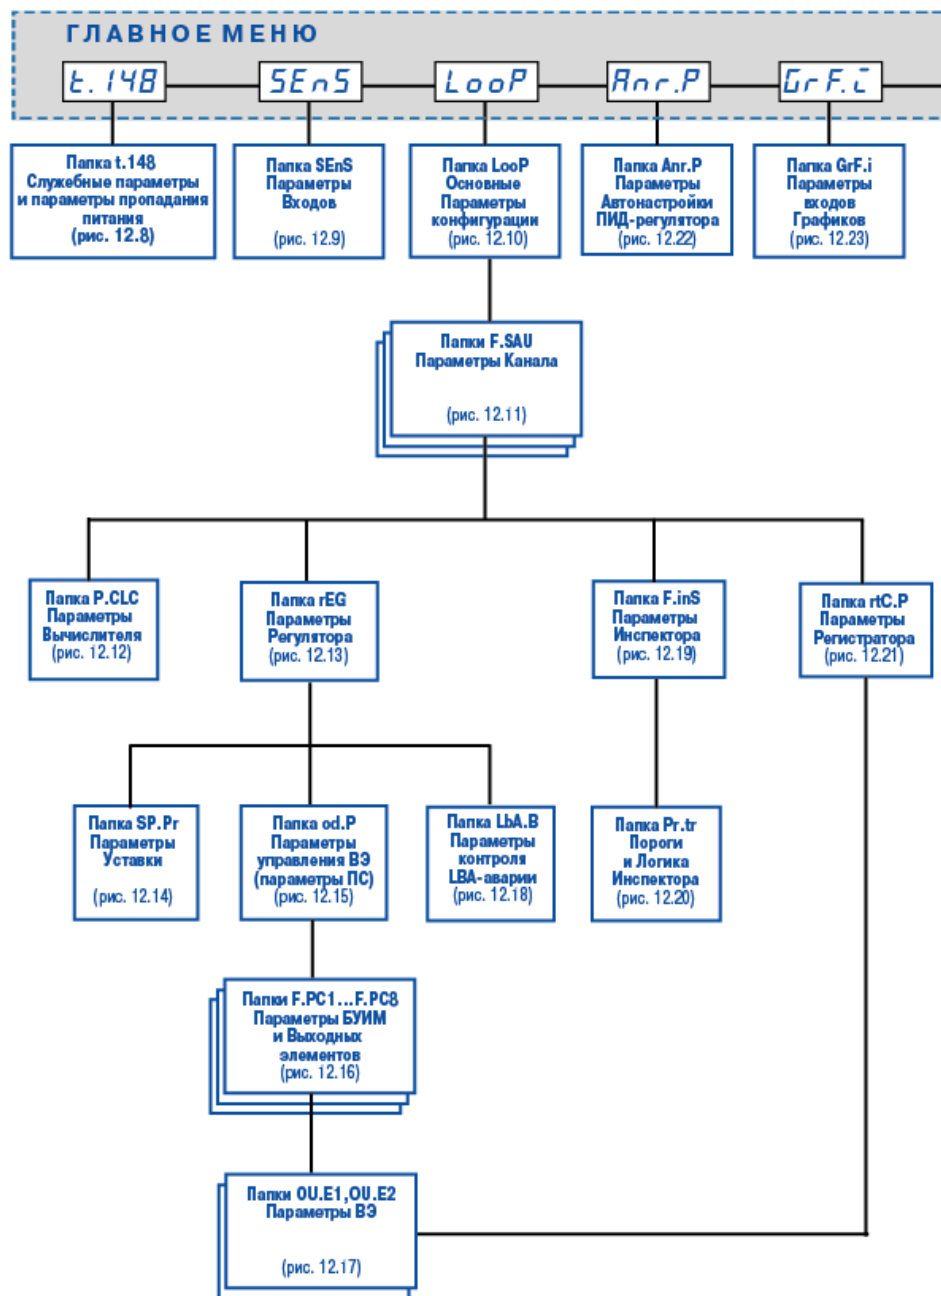 ГЛАВНОЕ МЕНЮ
t.148
SEnS
LooP
Anr.P
GrF.i
Папка t.148
Служебные параметры
и параметры пропадания
питания
(рис. 12.8)
Папка SEnS
Параметры
Входов
(рис. 12.9)
Папка LooP
Основные
Параметры
конфигурации
(рис. 12.10)
Папка Anr.P
Параметры
Автонастройки
ПИД-регулятора
(рис. 12.22)
Папка GrF.i
Параметры
входов
Графиков
(рис. 12.23)
Папки F.SAU
Параметры Канала
(рис. 12.11)
Папка P.CLC
Параметры
Вычислителя
(рис. 12.12)
Папка rEG
Параметры
Регулятора
(рис. 12.13)
Папка F.inS
Параметры
Инспектора
(рис. 12.19)
Папка rtC.P
Параметры
Регистратора
(рис. 12.21)
Папка SP.Pr
Параметры
Уставки
(рис. 12.14)
Папка od.P
Параметры
управления ВЭ
(параметры ПС)
(рис. 12.15)
Папка LbA.B
Параметры
контроля
LBA-аварии
(рис. 12.18)
Папка Pr.tr
Пороги
и Логика
Инспектора
(рис. 12.20)
Папки F.PC1...F.PC8
Параметры БУИМ
и Выходных
элементов
(рис. 12.16)
Папки OU.E1,OU.E2
Параметры ВЭ
(рис. 12.17)